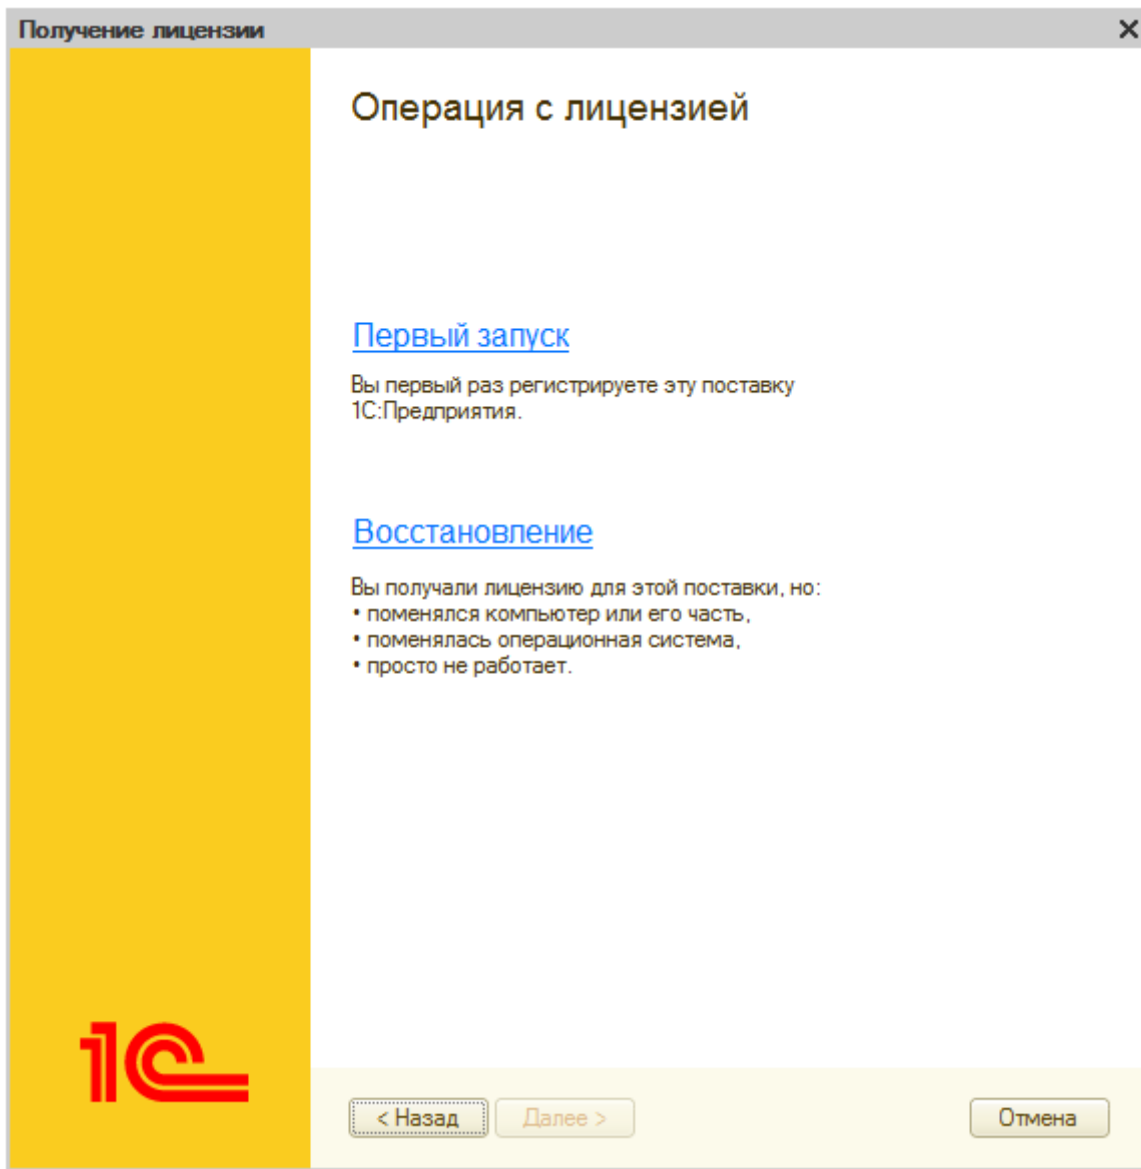 Получение лицензии
Операция с лицензией
Первый запуск
Вы первый раз регистрируете эту поставку
1С:Предприятия.
Восстановление
Вы получали лицензию для этой поставки, но:
• поменялся компьютер или его часть,
• поменялась операционная система,
• просто не работает.
1С
< Назад
Далее >
Отмена